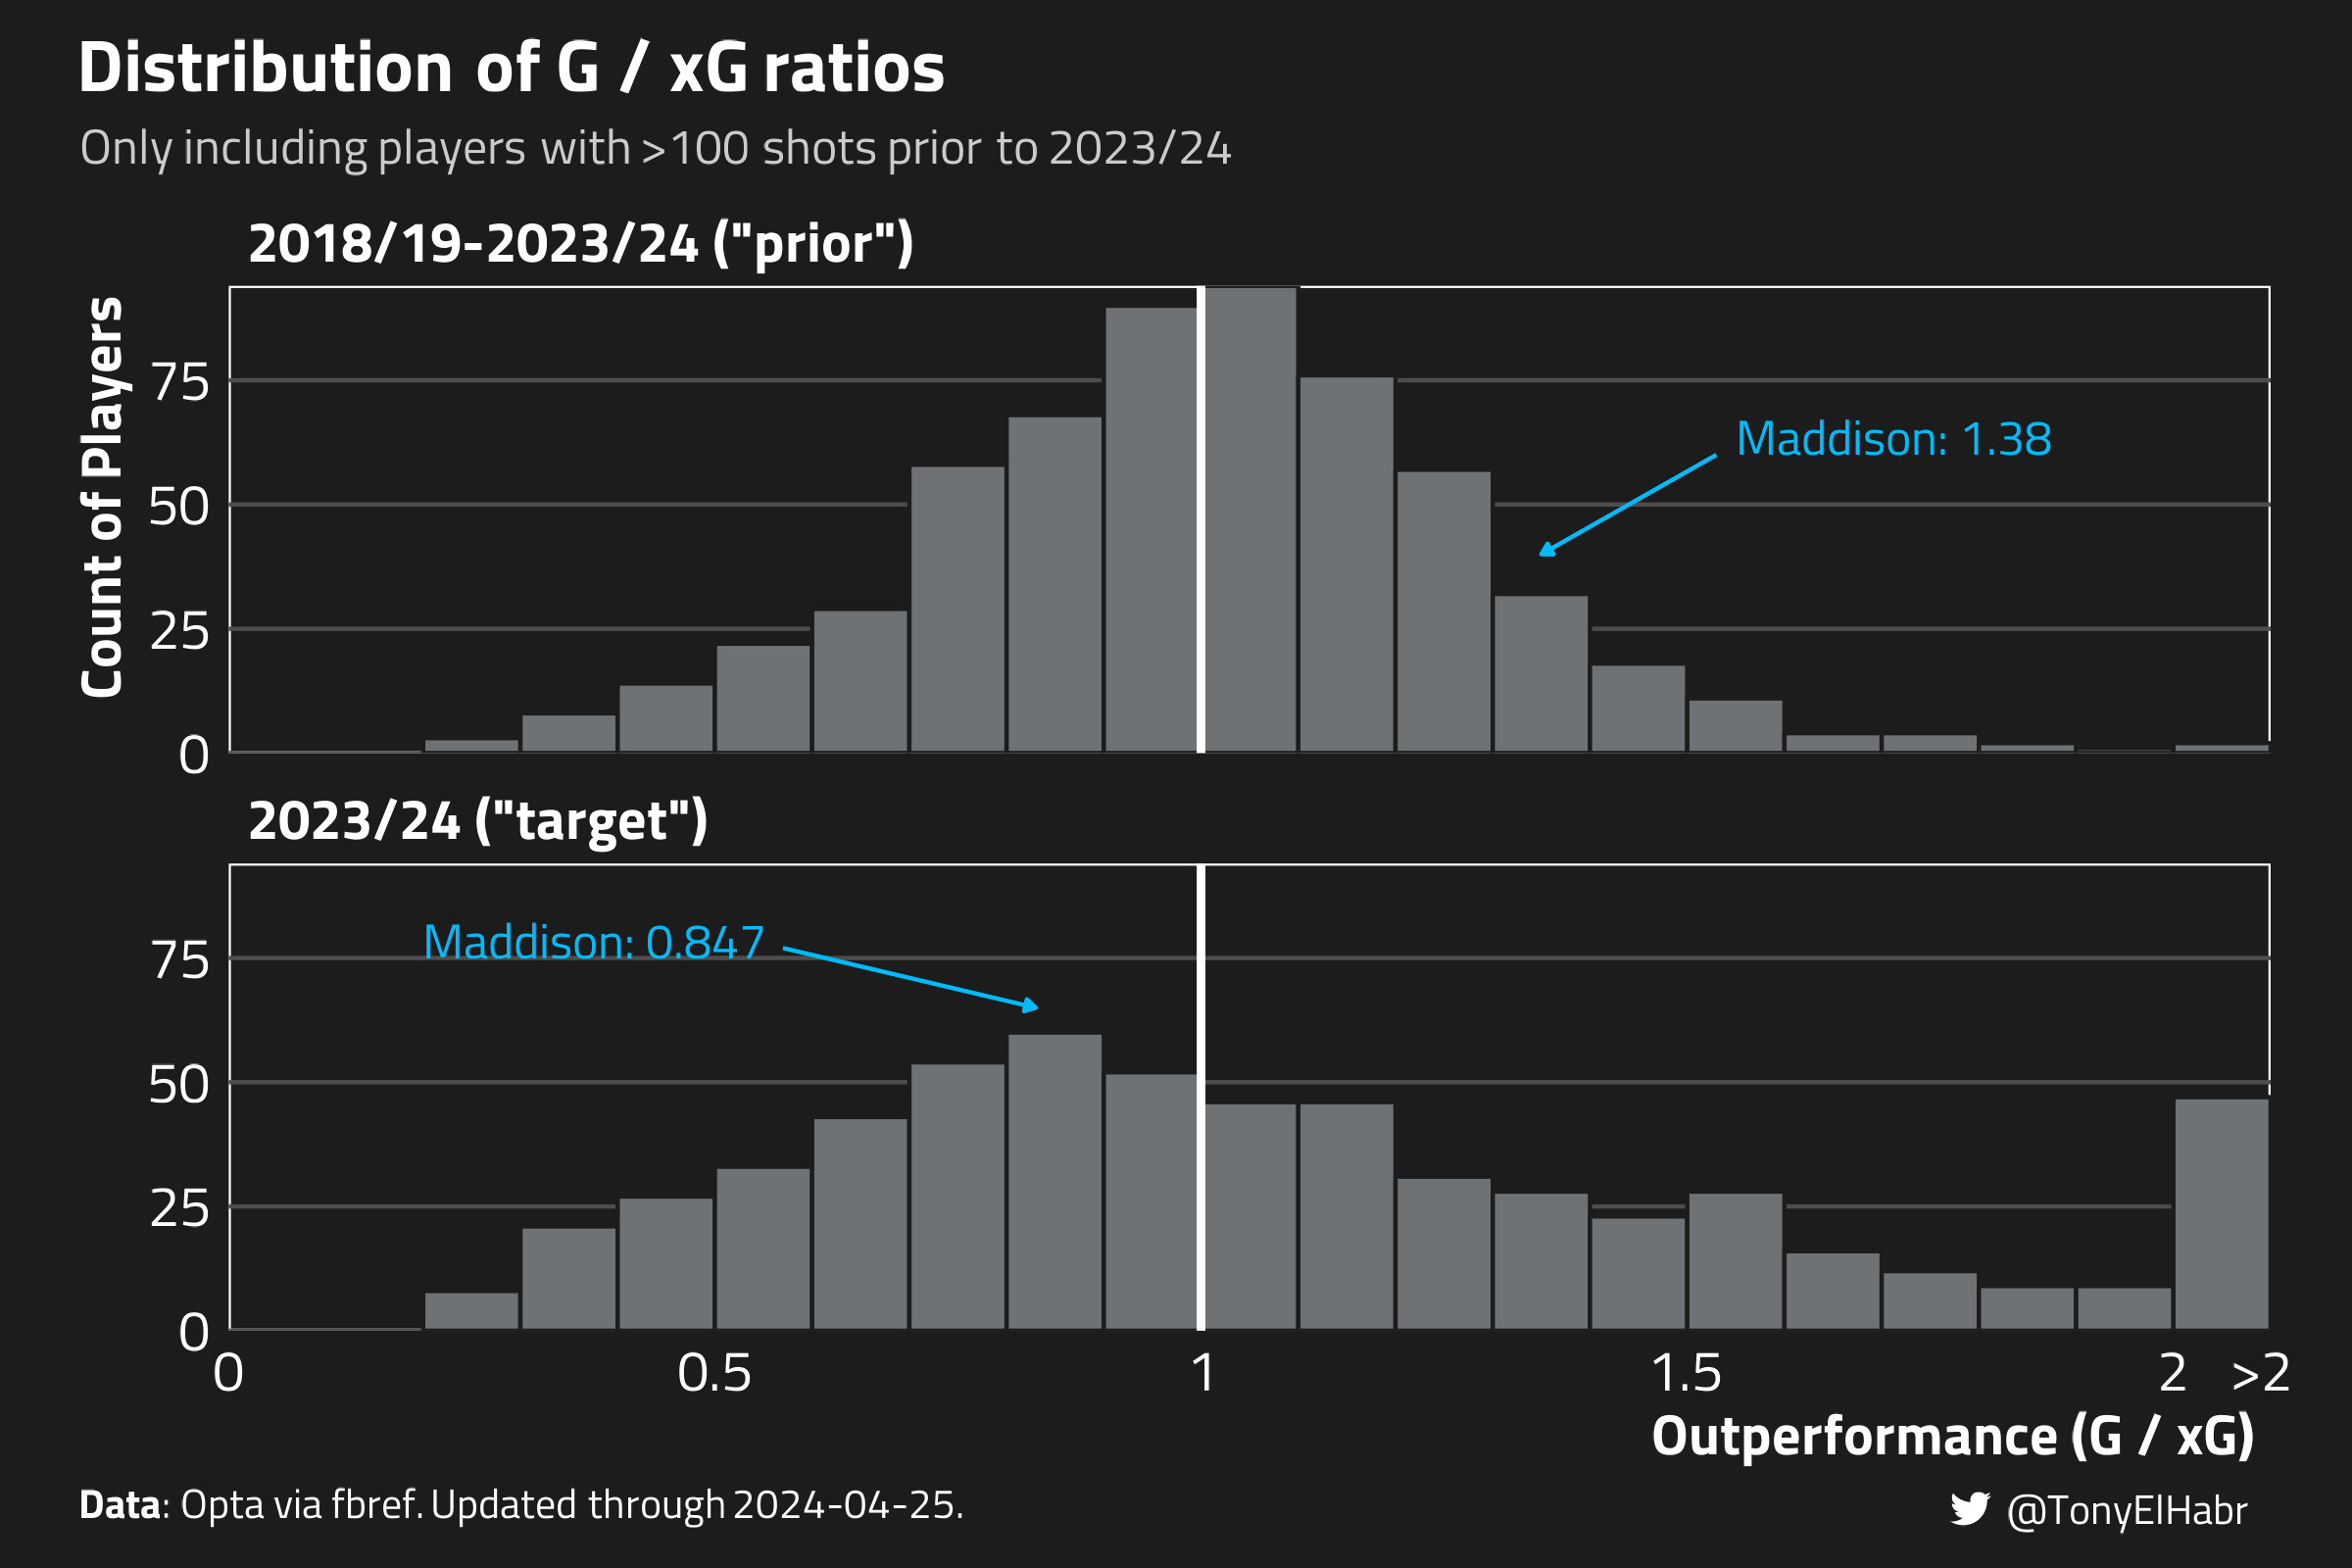 Distribution of G / xG ratios
Only including players with >100 shots prior to 2023/24
2018/19-2023/24 ("prior")
Count of Players
75
50
25
0
Maddison: 1.38
2023/24 ("target")
75
50
25
0
Maddison: 0.847
0 0.5 1 1.5 2 >2
Outperformance (G / xG)
Data: Opta via fbref. Updated through 2024-04-25.
@TonyElHabr